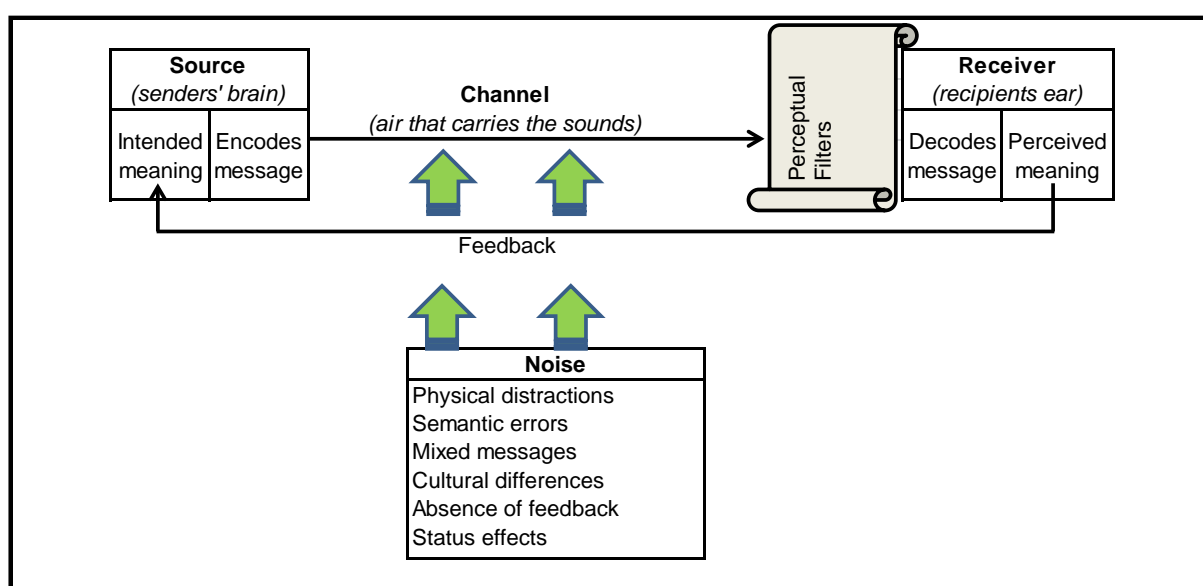 Source
(senders' brain)
Intended
meaning
Encodes
message
Channel
(air that carries the sounds)
Perceptual
Filters
Receiver
(recipients ear)
Decodes
message
Perceived
meaning
Feedback
Noise
Physical distractions
Semantic errors
Mixed messages
Cultural differences
Absence of feedback
Status effects